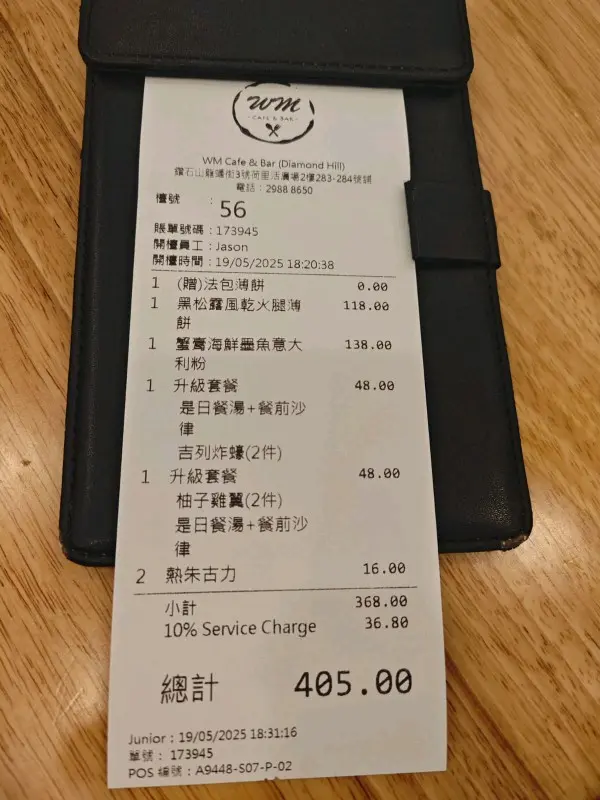 WM
CAFE & BAR
WM Cafe & Bar (Diamond Hill)
鑽石山龍蟠街3號荷里活廣場2樓283-284號舖
電話：2988 8650
檯號 : 56
賬單號碼：173945
開檯員工：Jason
開檯時間：19/05/2025 18:20:38
1 (贈)法包薄餅 0.00
1 黑松露風乾火腿薄 118.00
餅
1 蟹膏海鮮墨魚意大 138.00
利粉
1 升級套餐 48.00
是日餐湯+餐前沙
律
吉列炸蠔(2件)
1 升級套餐 48.00
柚子雞翼(2件)
是日餐湯+餐前沙
律
2 熱朱古力 16.00
小計 368.00
10% Service Charge 36.80
總計 405.00
Junior：19/05/2025 18:31:16
單號： 173945
POS 編號：A9448-S07-P-02